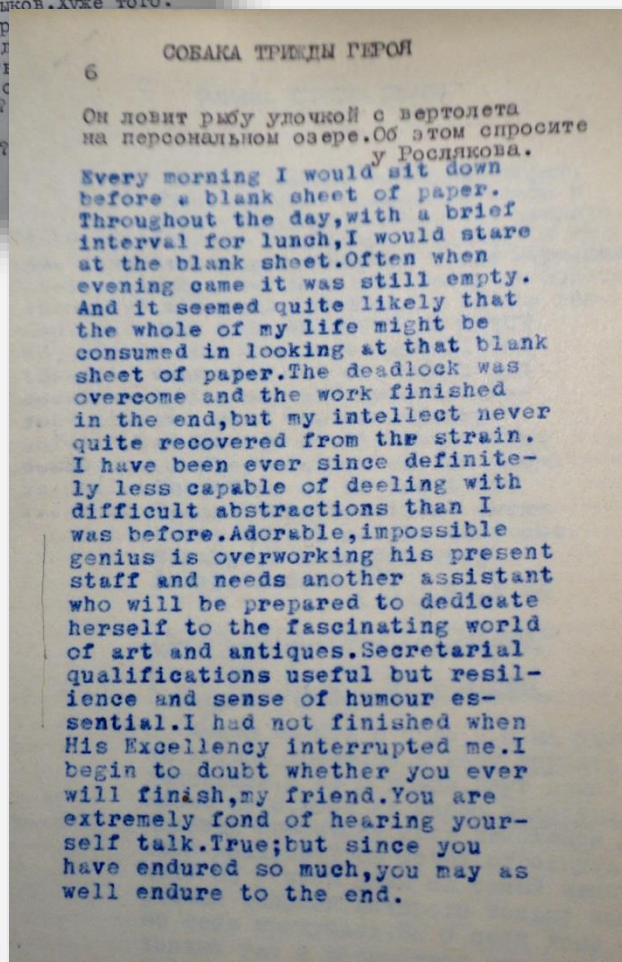 ыков.Хуже того.
СОБАКА ТРИЖДЫ ГЕРОЯ
6
Он ловит рыбу удочкой с вертолета
на персональном озере.Об этом спросите
у Рослякова.
Every morning I would sit down
before a blank sheet of paper.
Throughout the day,with a brief
interval for lunch,I would stare
at the blank sheet.Often when
evening came it was still empty.
And it seemed quite likely that
the whole of my life might be
consumed in looking at that blank
sheet of paper.The deadlock was
overcome and the work finished
in the end,but my intellect never
quite recovered from the strain.
I have been ever since definite-
ly less capable of deeling with
difficult abstractions than I
was before.Adorable,impossible
genius is overworking his present
staff and needs another assistant
who will be prepared to dedicate
herself to the fascinating world
of art and antiques.Secretarial
qualifications useful but resil-
ience and sense of humour es-
sential.I had not finished when
His Excellency interrupted me.I
begin to doubt whether you ever
will finish,my friend.You are
extremely fond of hearing your-
self talk.True;but since you
have endured so much,you may as
well endure to the end.